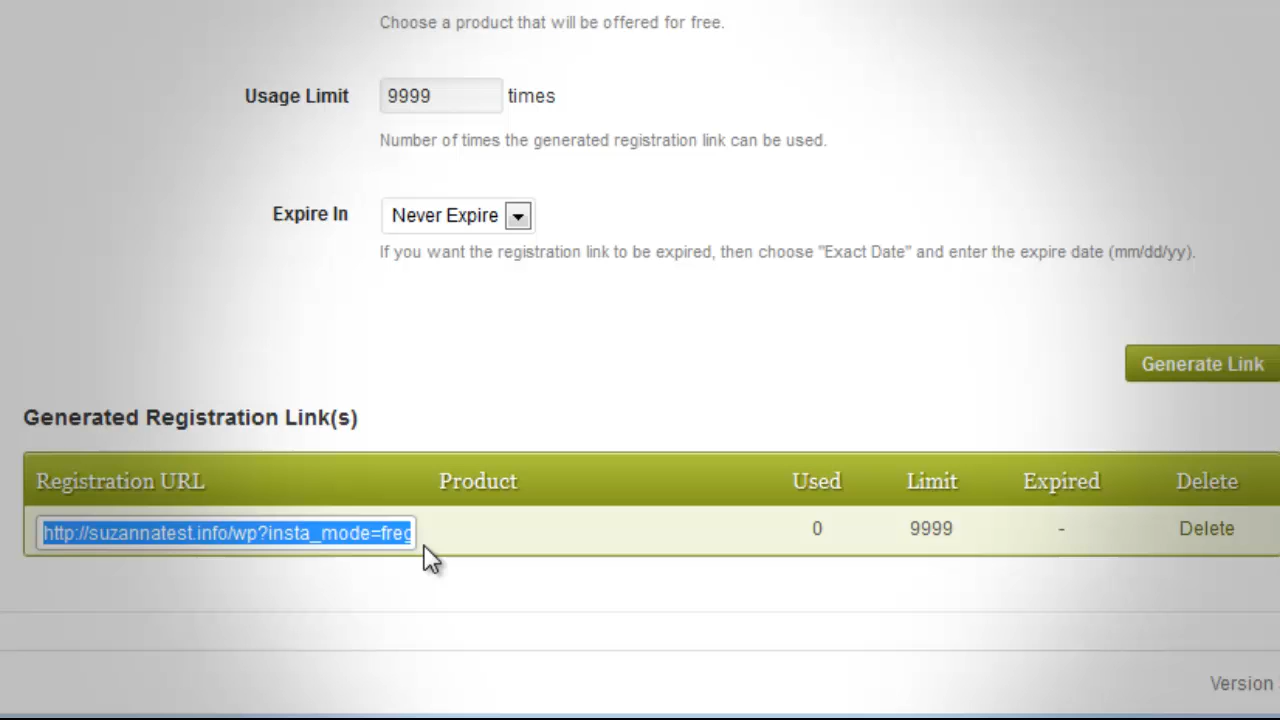 Choose a product that will be offered for free.
Usage Limit 9999 times
Number of times the generated registration link can be used.
Expire In Never Expire
If you want the registration link to be expired, then choose "Exact Date" and enter the expire date (mm/dd/yy).
Generate Link
Generated Registration Link(s)
Registration URL Product Used Limit Expired Delete
http://suzannatest.info/wp?insta_mode=freg 0 9999 - Delete
Version